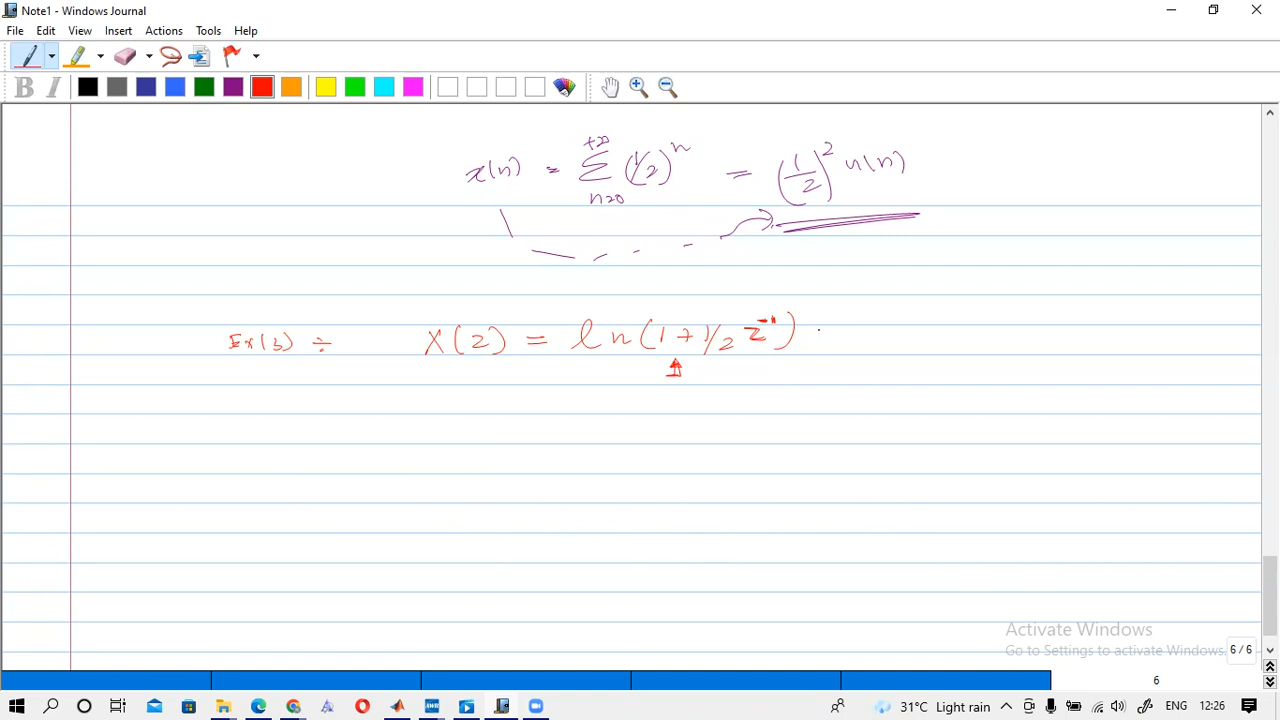 Note1 - Windows Journal
File Edit View Insert Actions Tools Help
B I
x(n) = +∞ ∑ n=0 (1/2)^n = (1/2)^2 u(n)
Ex(3) ÷ X(Z) = ln(1 + 1/2 Z^-1)
Activate Windows
Go to Settings to activate Windows.
6 / 6
6
31°C Light rain ENG 12:26